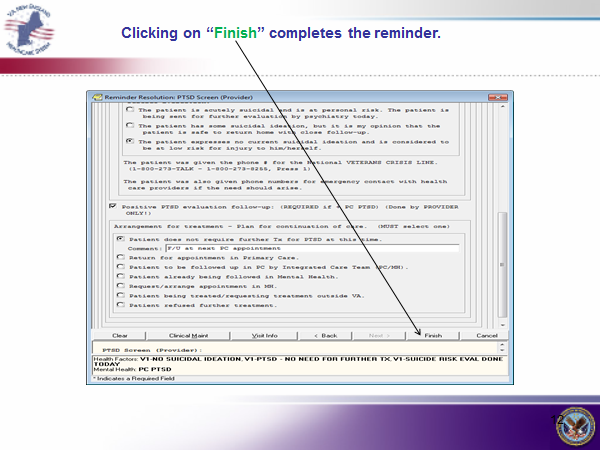 VA NEW ENGLAND
HEALTHCARE SYSTEM
Clicking on “Finish” completes the reminder.
Reminder Resolution: PTSD Screen (Provider)
The patient is acutely suicidal and is at personal risk. The patient is
being sent for further evaluation by psychiatry today.
The patient has some suicidal ideation, but it is my opinion that the
patient is safe to return home with close follow-up.
The patient expresses no current suicidal ideation and is considered to
be at low risk for injury to him/herself.
The patient was given the phone # for the National VETERANS CRISIS LINE.
(1-800-273-TALK - 1-800-273-8255, Press 1)
The patient was also given phone numbers for emergency contact with health
care providers if the need should arise.
Positive PTSD evaluation follow-up: (REQUIRED if + PC PTSD) (Done by PROVIDER
ONLY!)
Arrangement for treatment - Plan for continuation of care. (MUST select one)
Patient does not require further Tx for PTSD at this time.
Comment: F/U at next PC appointment
Return for appointment in Primary Care.
Patient to be followed up in PC by Integrated Care Team (PC/MH).
Patient already being followed in Mental Health.
Request/arrange appointment in MH.
Patient being treated/requesting treatment outside VA.
Patient refused further treatment.
Clear Clinical Maint Visit Info < Back Next > Finish Cancel
PTSD Screen (Provider):
Health Factors: V1-NO SUICIDAL IDEATION, V1-PTSD - NO NEED FOR FURTHER TX, V1-SUICIDE RISK EVAL DONE
TODAY
Mental Health: PC PTSD
* Indicates a Required Field
12